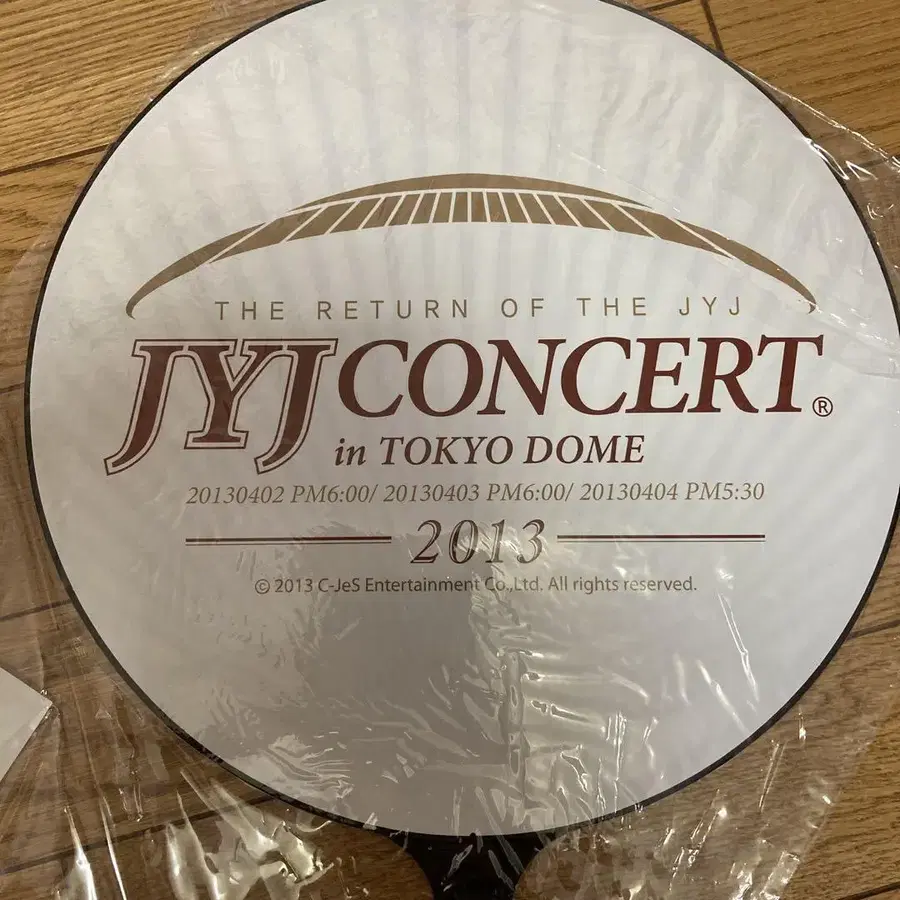 THE RETURN OF THE JYJ
JYJ CONCERT®
in TOKYO DOME
20130402 PM6:00/ 20130403 PM6:00/ 20130404 PM5:30
2013
© 2013 C-JeS Entertainment Co.,Ltd. All rights reserved.